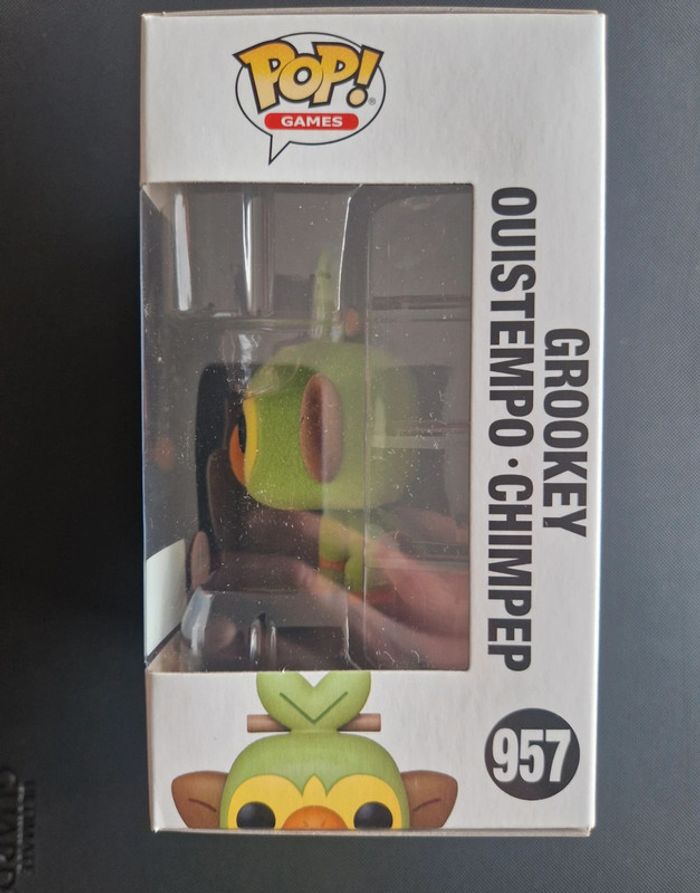 POP!
GAMES
GROOKEY
OUISTEMPO · CHIMPEP
957